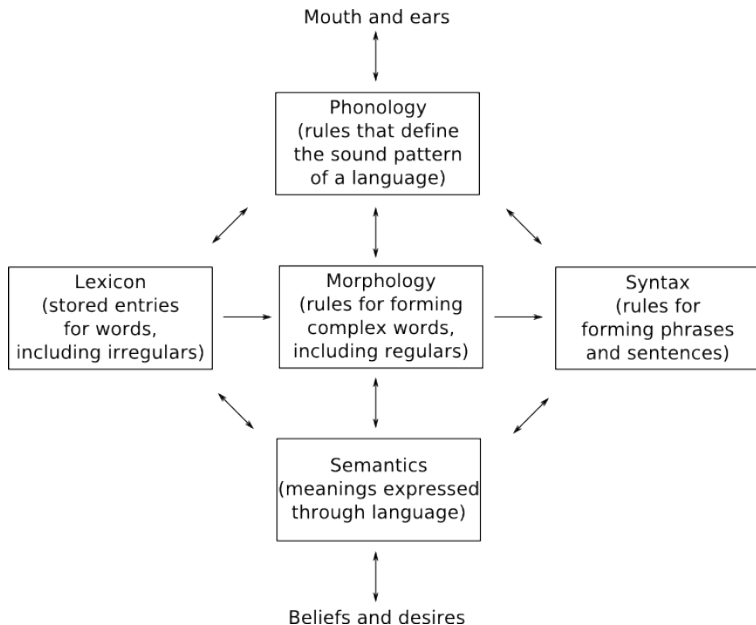 Mouth and ears
Phonology
(rules that define
the sound pattern
of a language)
Lexicon
(stored entries
for words,
including irregulars)
Morphology
(rules for forming
complex words,
including regulars)
Syntax
(rules for
forming phrases
and sentences)
Semantics
(meanings expressed
through language)
Beliefs and desires